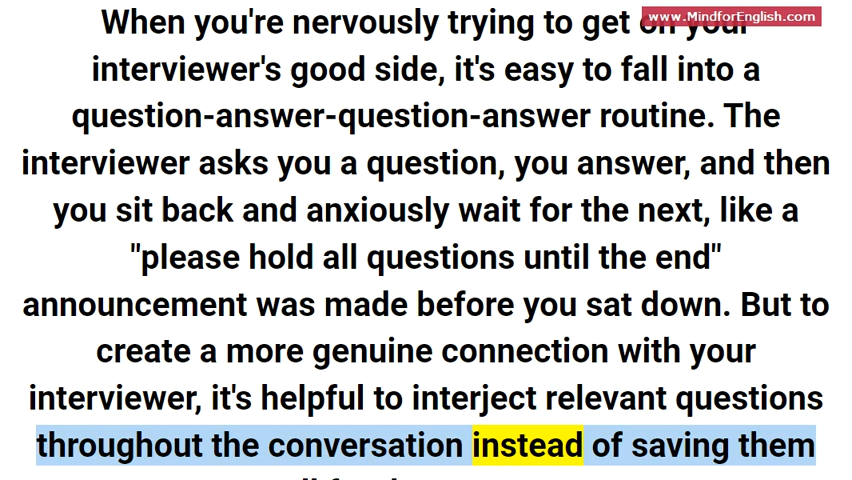 When you're nervously trying to get on your
www.MindforEnglish.com
interviewer's good side, it's easy to fall into a
question-answer-question-answer routine. The
interviewer asks you a question, you answer, and then
you sit back and anxiously wait for the next, like a
"please hold all questions until the end"
announcement was made before you sat down. But to
create a more genuine connection with your
interviewer, it's helpful to interject relevant questions
throughout the conversation instead of saving them